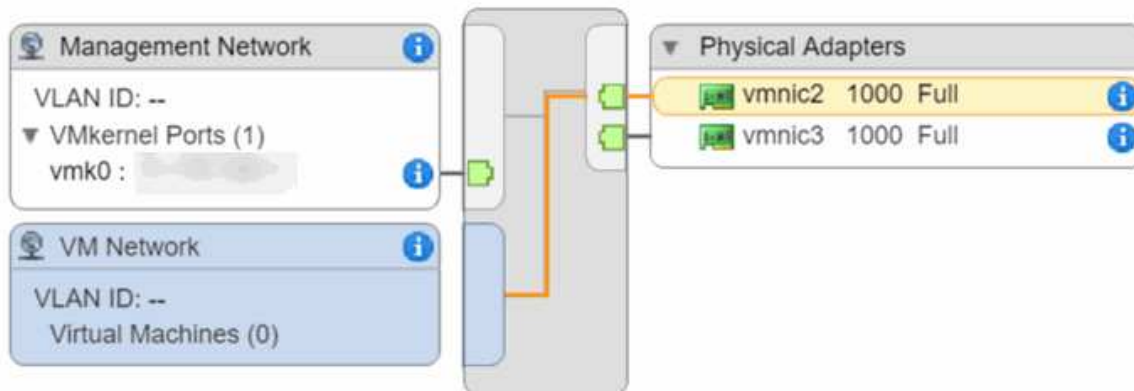 Management Network
VLAN ID: --
VMkernel Ports (1)
vmk0 :
VM Network
VLAN ID: --
Virtual Machines (0)
Physical Adapters
vmnic2 1000 Full
vmnic3 1000 Full